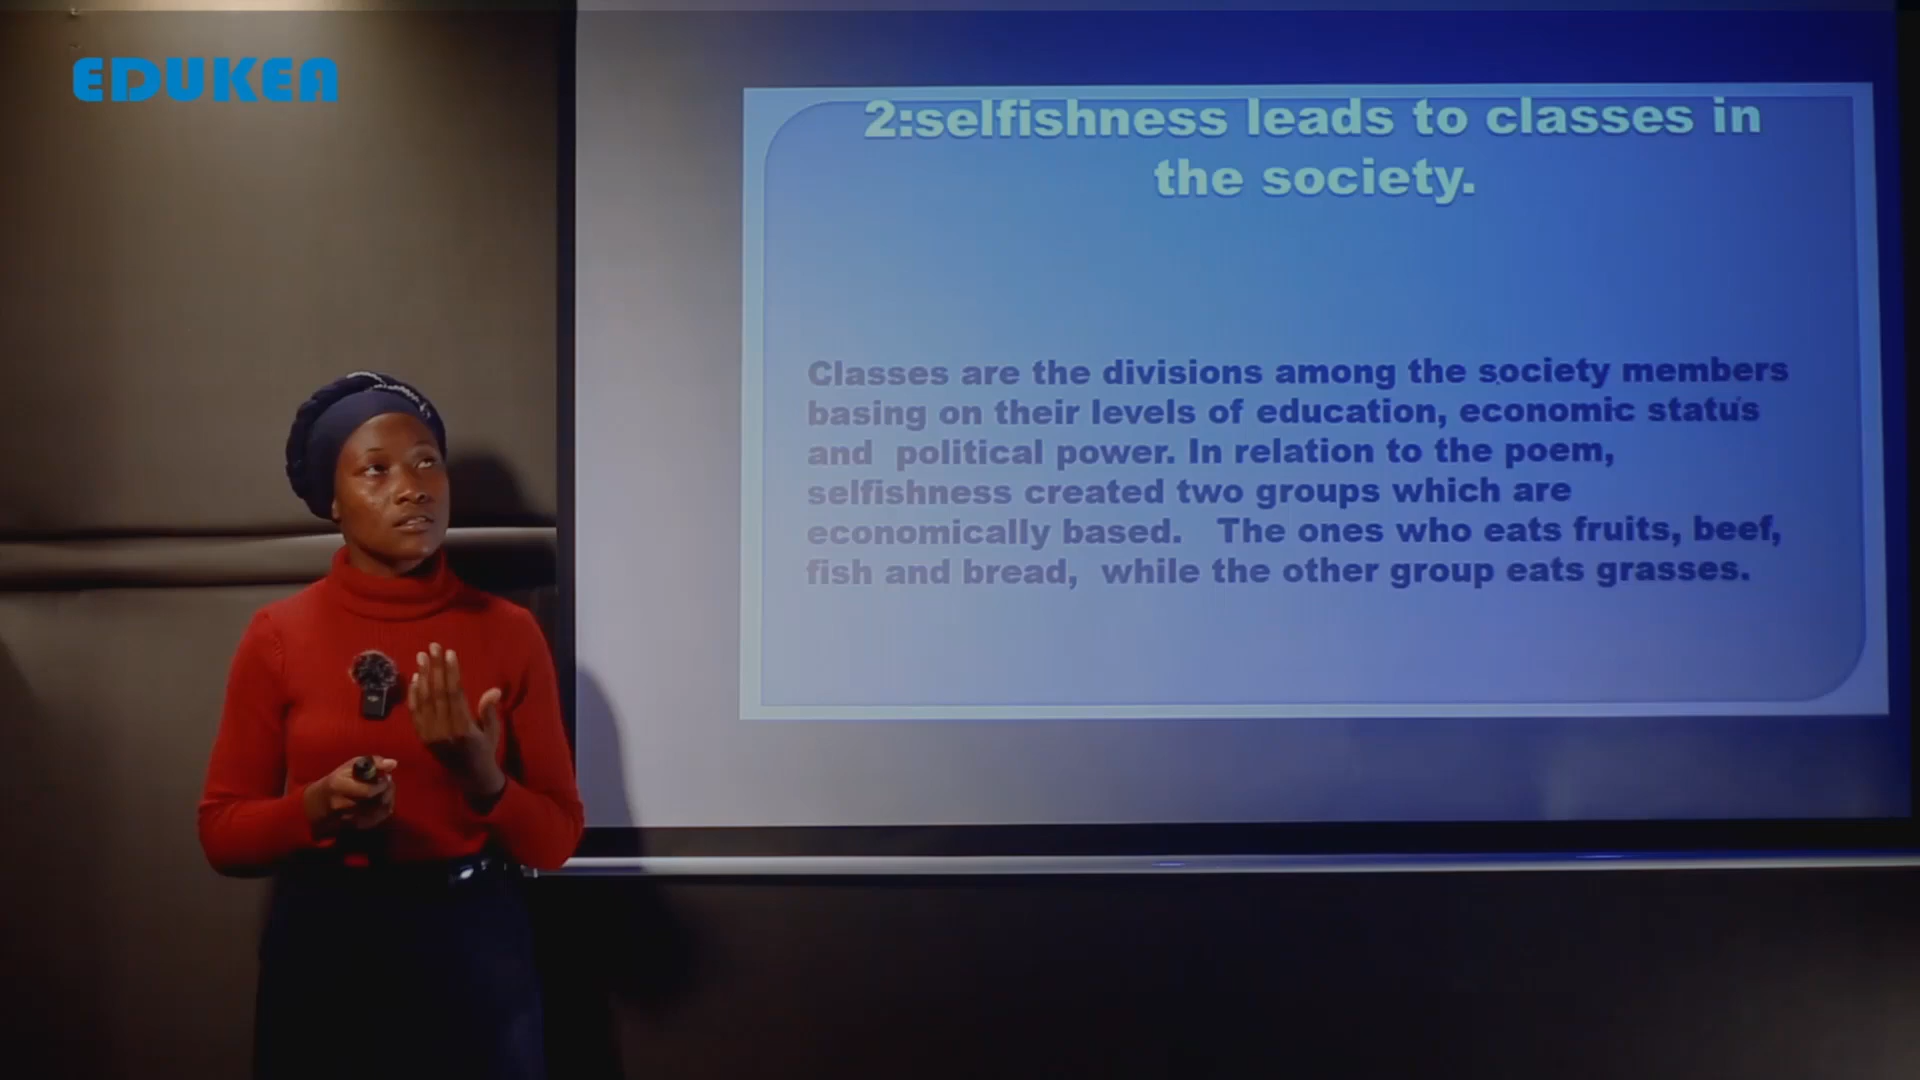 EDUKEA
2:selfishness leads to classes in
the society.
Classes are the divisions among the society members
basing on their levels of education, economic status
and political power. In relation to the poem,
selfishness created two groups which are
economically based. The ones who eats fruits, beef,
fish and bread, while the other group eats grasses.